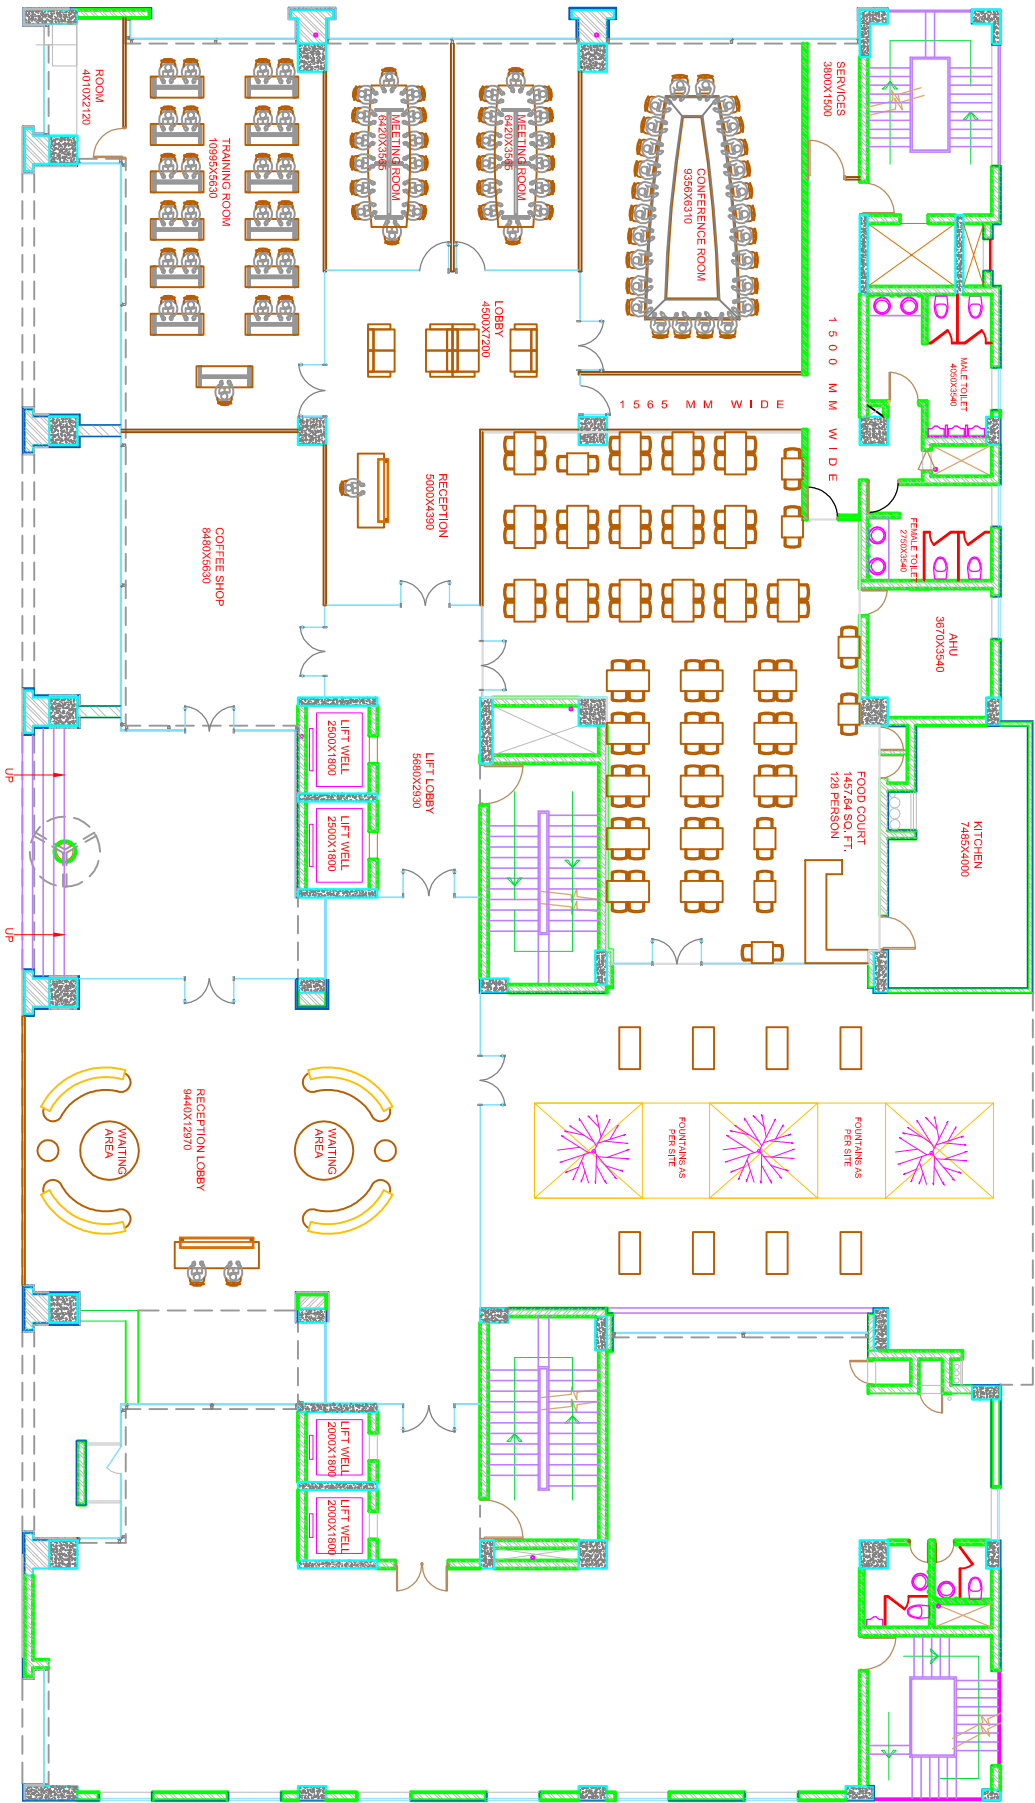 ROOM
4010X2120
TRAINING ROOM
10995X5630
MEETING ROOM
6420X3565
MEETING ROOM
6420X3565
CONFERENCE ROOM
9356X6310
SERVICES
3800X1500
LOBBY
4500X7200
1500 MM WIDE
1565 MM WIDE
MALE TOILET
4050X3540
FEMALE TOILET
2750X3540
AHU
3670X3540
RECEPTION
5000X4390
COFFEE SHOP
8480X5630
LIFT WELL
2500X1800
LIFT WELL
2500X1800
LIFT LOBBY
5680X2930
FOOD COURT
1457.64 SQ. FT.
128 PERSON
KITCHEN
7485X4000
UP
UP
RECEPTION LOBBY
9440X12970
WAITING
AREA
WAITING
AREA
FOUNTAINS AS
PER SITE
FOUNTAINS AS
PER SITE
LIFT WELL
2000X1800
LIFT WELL
2000X1800